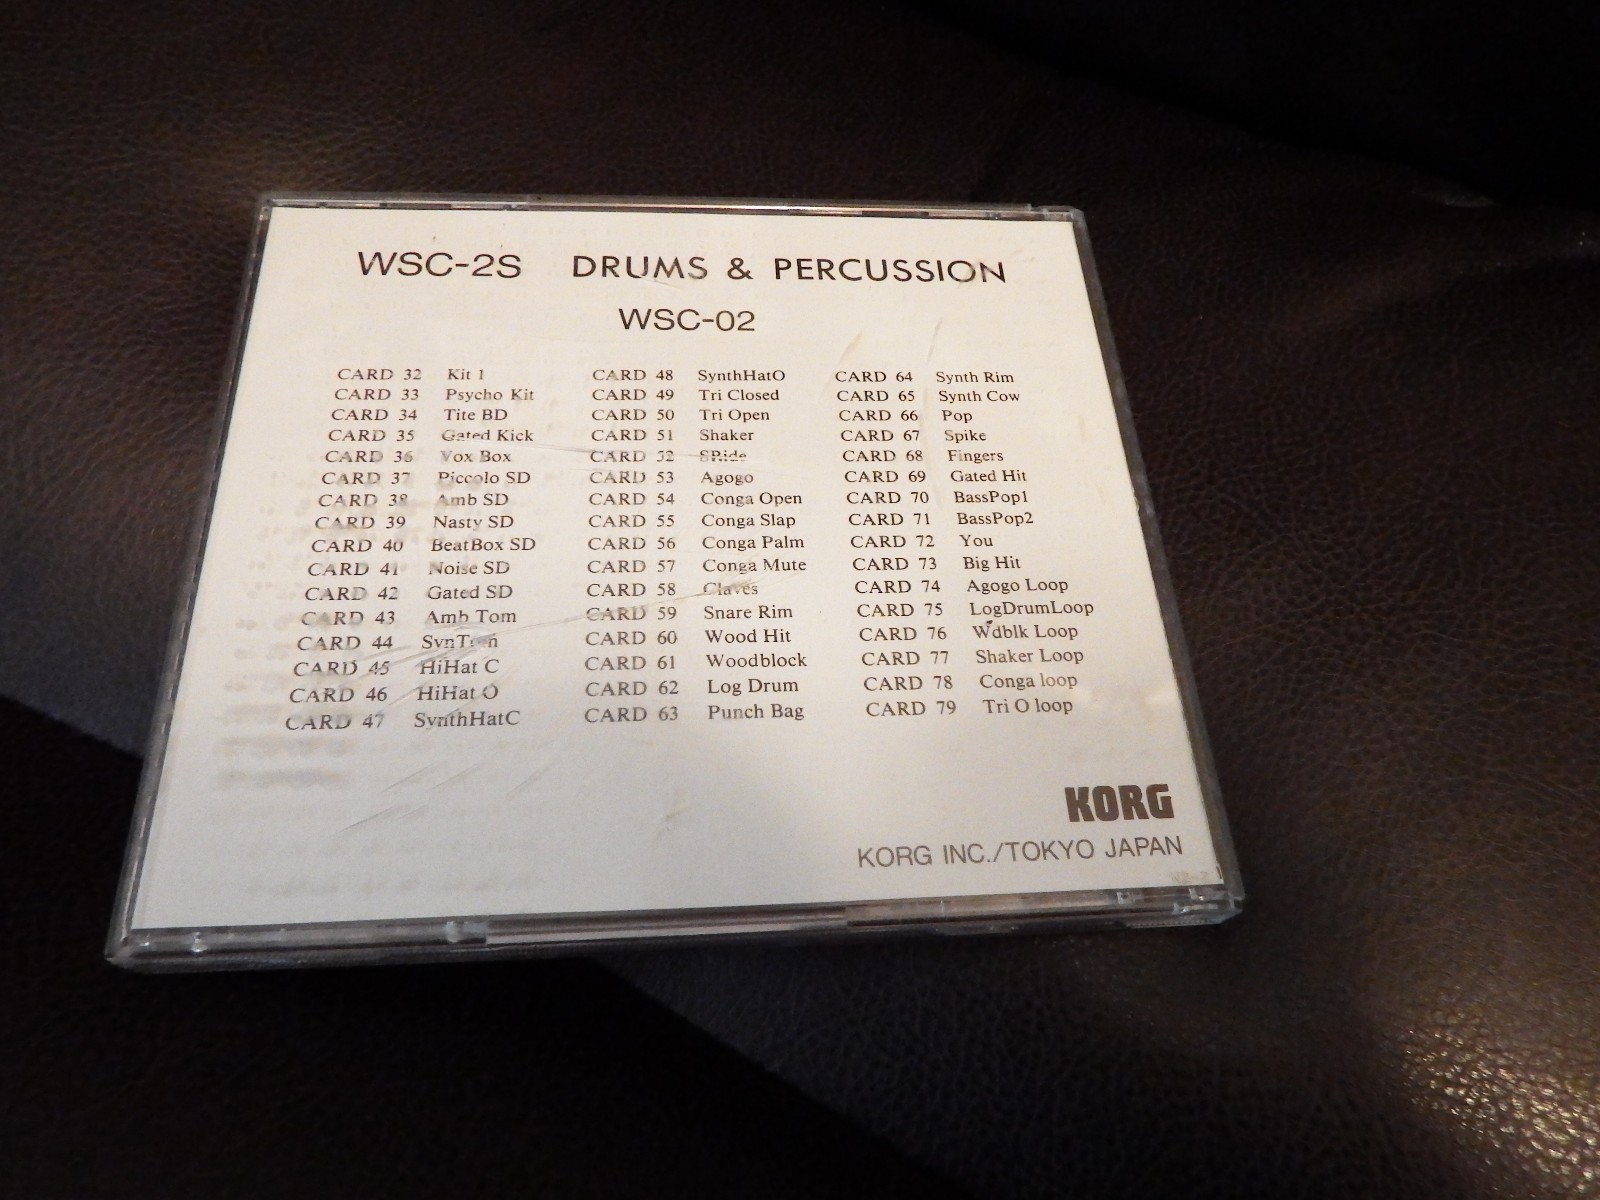 WSC-2S DRUMS & PERCUSSION
WSC-02
CARD 32 Kit 1
CARD 33 Psycho Kit
CARD 34 Tite BD
CARD 35 Gated Kick
CARD 36 Vox Box
CARD 37 Piccolo SD
CARD 38 Amb SD
CARD 39 Nasty SD
CARD 40 BeatBox SD
CARD 41 Noise SD
CARD 42 Gated SD
CARD 43 Amb Tom
CARD 44
CARD 45 HiHat C
CARD 46 HiHat O
CARD 47 SynthHatC
CARD 48 SynthHatO
CARD 49 Tri Closed
CARD 50 Tri Open
CARD 51 Shaker
CARD 52 SRide
CARD 53 Agogo
CARD 54 Conga Open
CARD 55 Conga Slap
CARD 56 Conga Palm
CARD 57 Conga Mute
CARD 58 Claves
CARD 59 Snare Rim
CARD 60 Wood Hit
CARD 61 Woodblock
CARD 62 Log Drum
CARD 63 Punch Bag
CARD 64 Synth Rim
CARD 65 Synth Cow
CARD 66 Pop
CARD 67 Spike
CARD 68 Fingers
CARD 69 Gated Hit
CARD 70 BassPop1
CARD 71 BassPop2
CARD 72 You
CARD 73 Big Hit
CARD 74 Agogo Loop
CARD 75 LogDrumLoop
CARD 76 Wdblk Loop
CARD 77 Shaker Loop
CARD 78 Conga loop
CARD 79 Tri O loop
KORG
KORG INC./TOKYO JAPAN